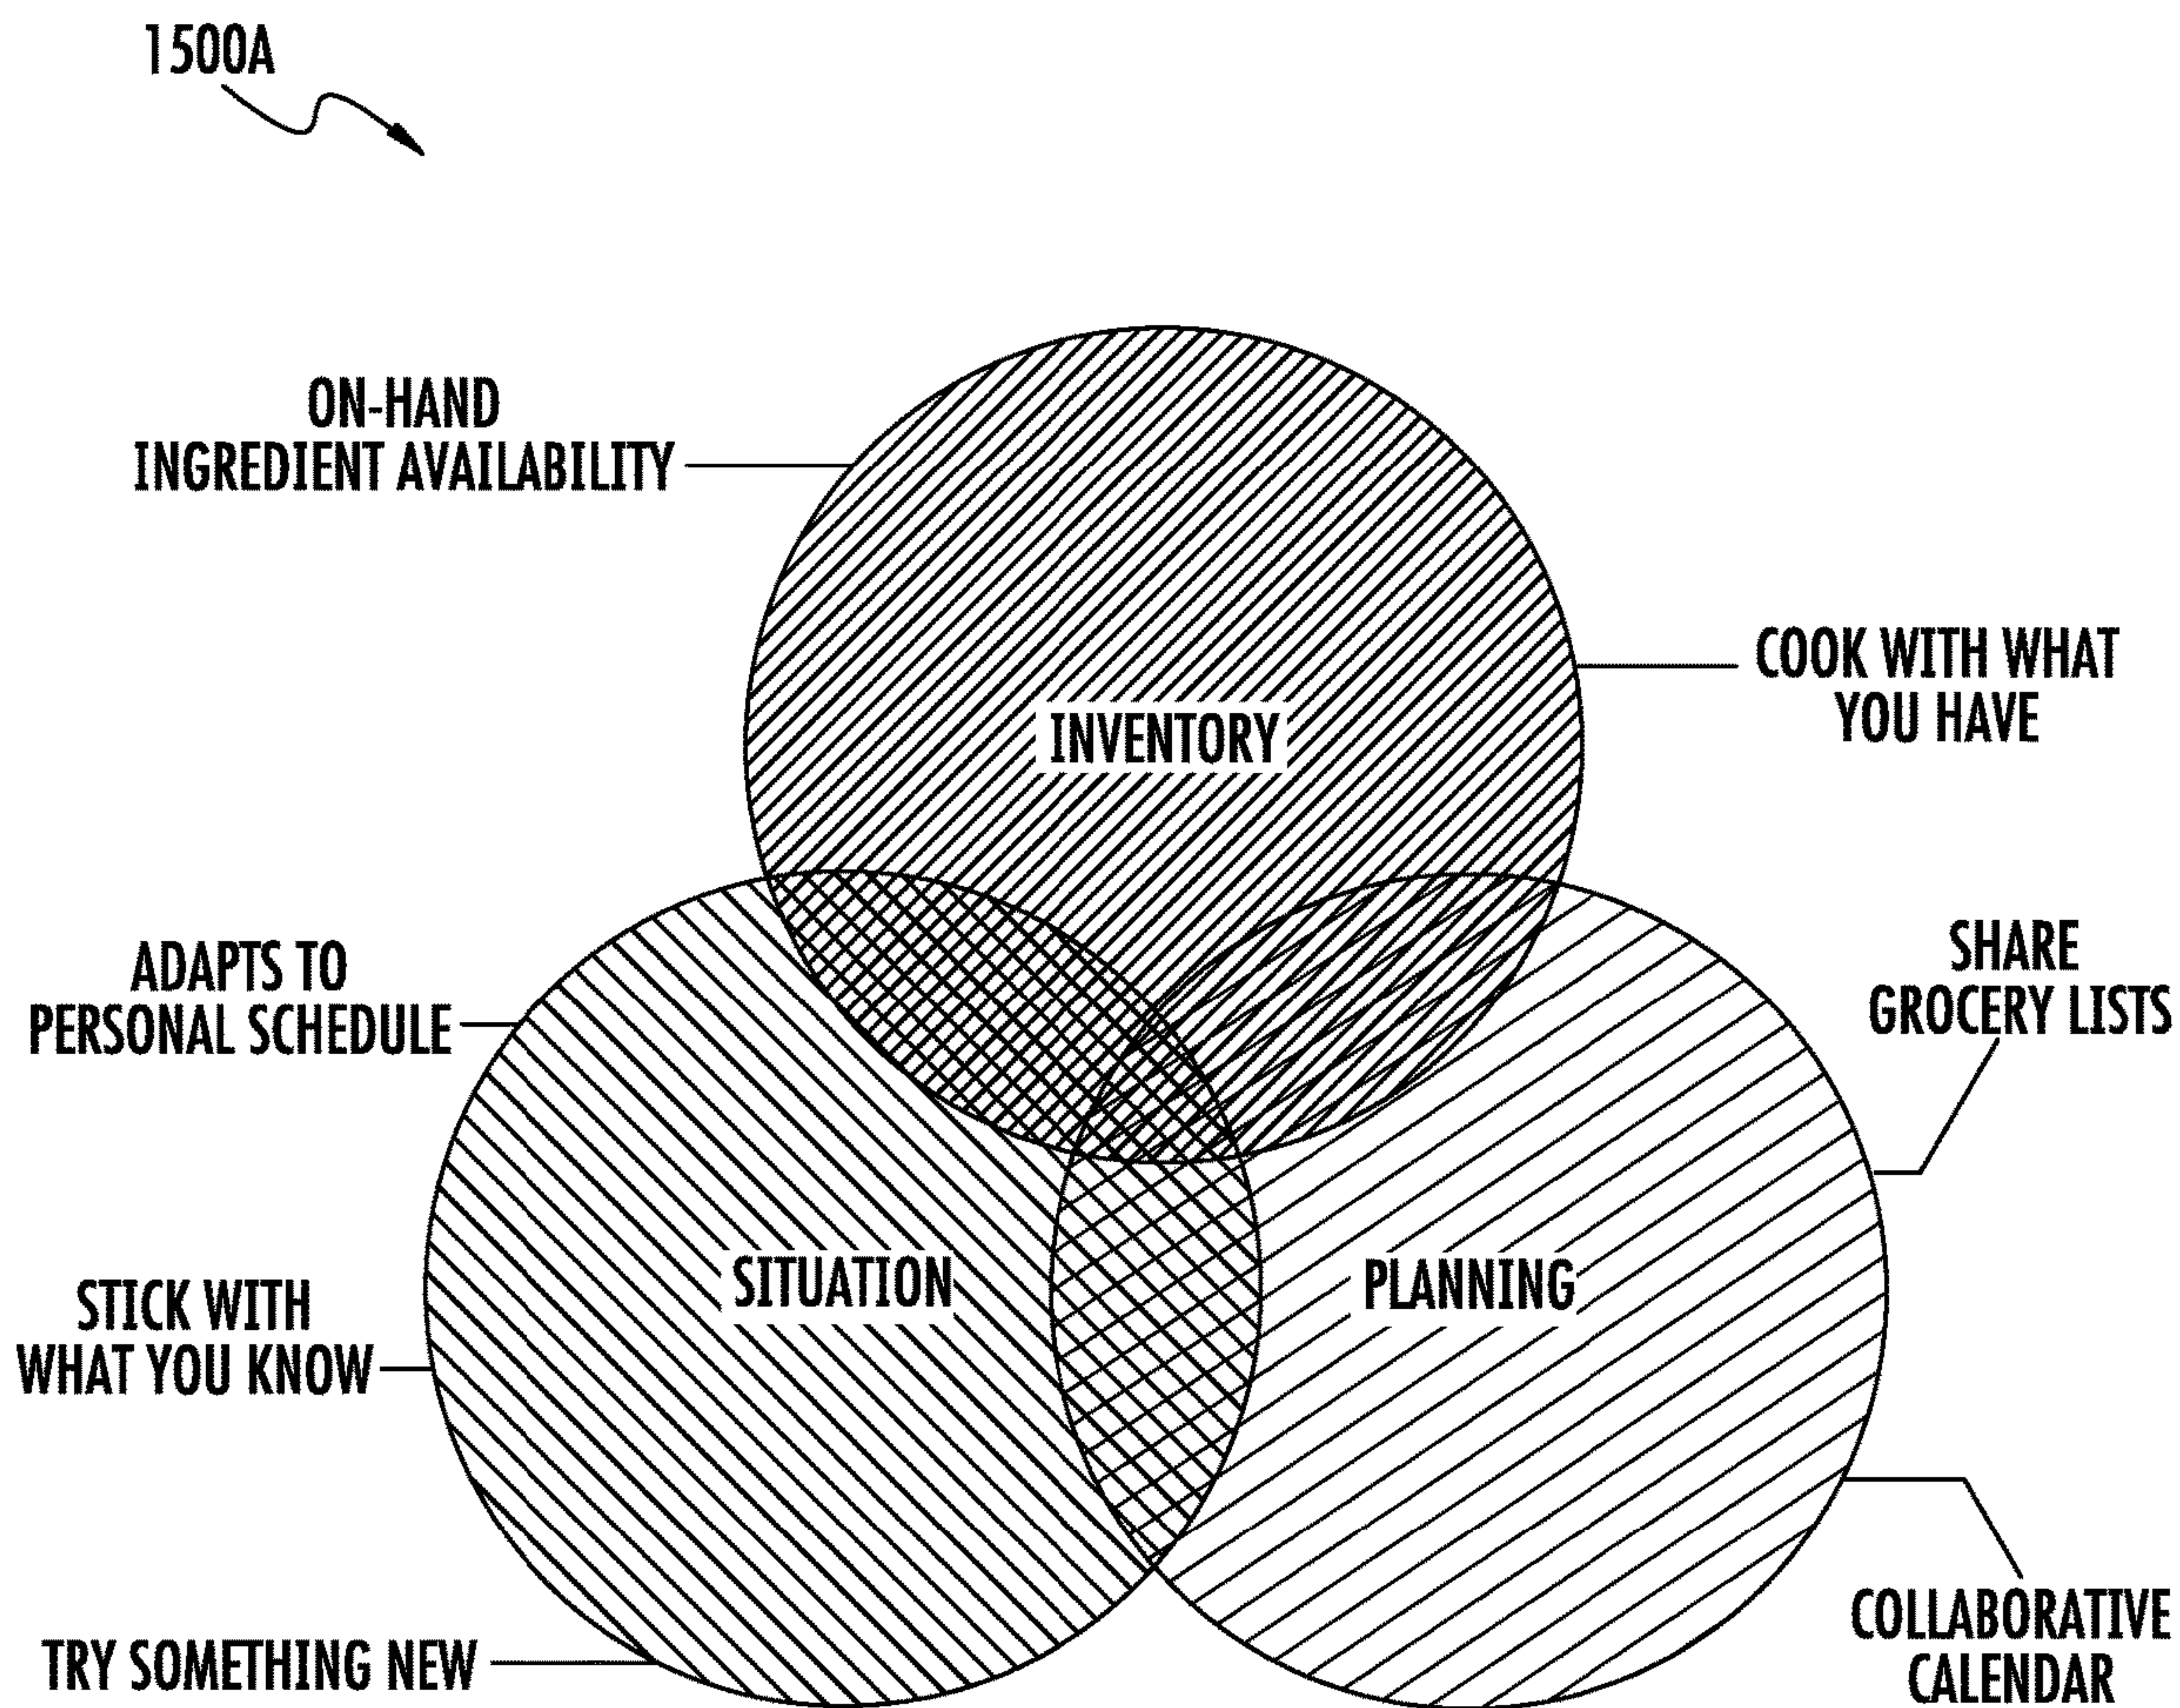 1500A
ON-HAND
INGREDIENT AVAILABILITY
COOK WITH WHAT
YOU HAVE
INVENTORY
ADAPTS TO
PERSONAL SCHEDULE
SHARE
GROCERY LISTS
SITUATION
PLANNING
STICK WITH
WHAT YOU KNOW
TRY SOMETHING NEW
COLLABORATIVE
CALENDAR